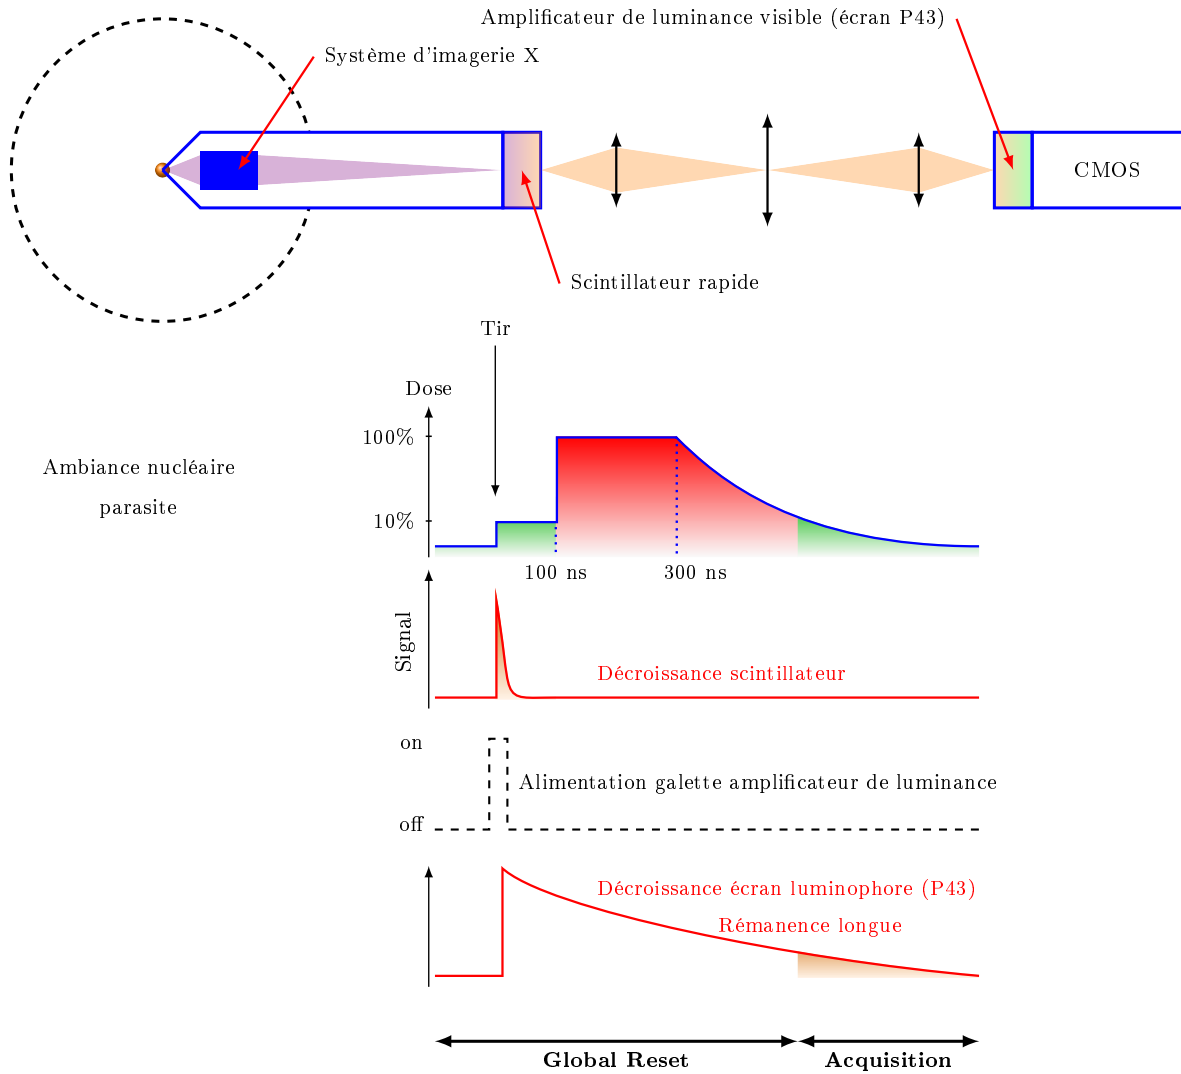 Amplificateur de luminance visible (écran P43)
Système d'imagerie X
CMOS
Scintillateur rapide
Tir
Dose
100%
Ambiance nucléaire
parasite
10%
100 ns
300 ns
Signal
Décroissance scintillateur
on
Alimentation galette amplificateur de luminance
off
Décroissance écran luminophore (P43)
Rémanence longue
Global Reset
Acquisition